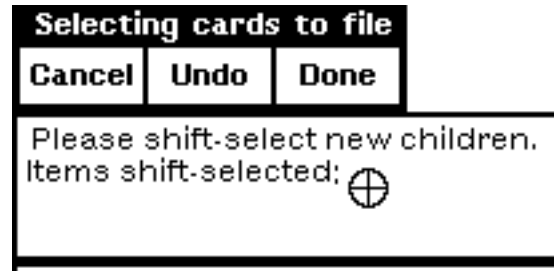 Selecting cards to file
Cancel Undo Done
Please shift-select new children.
Items shift-selected: